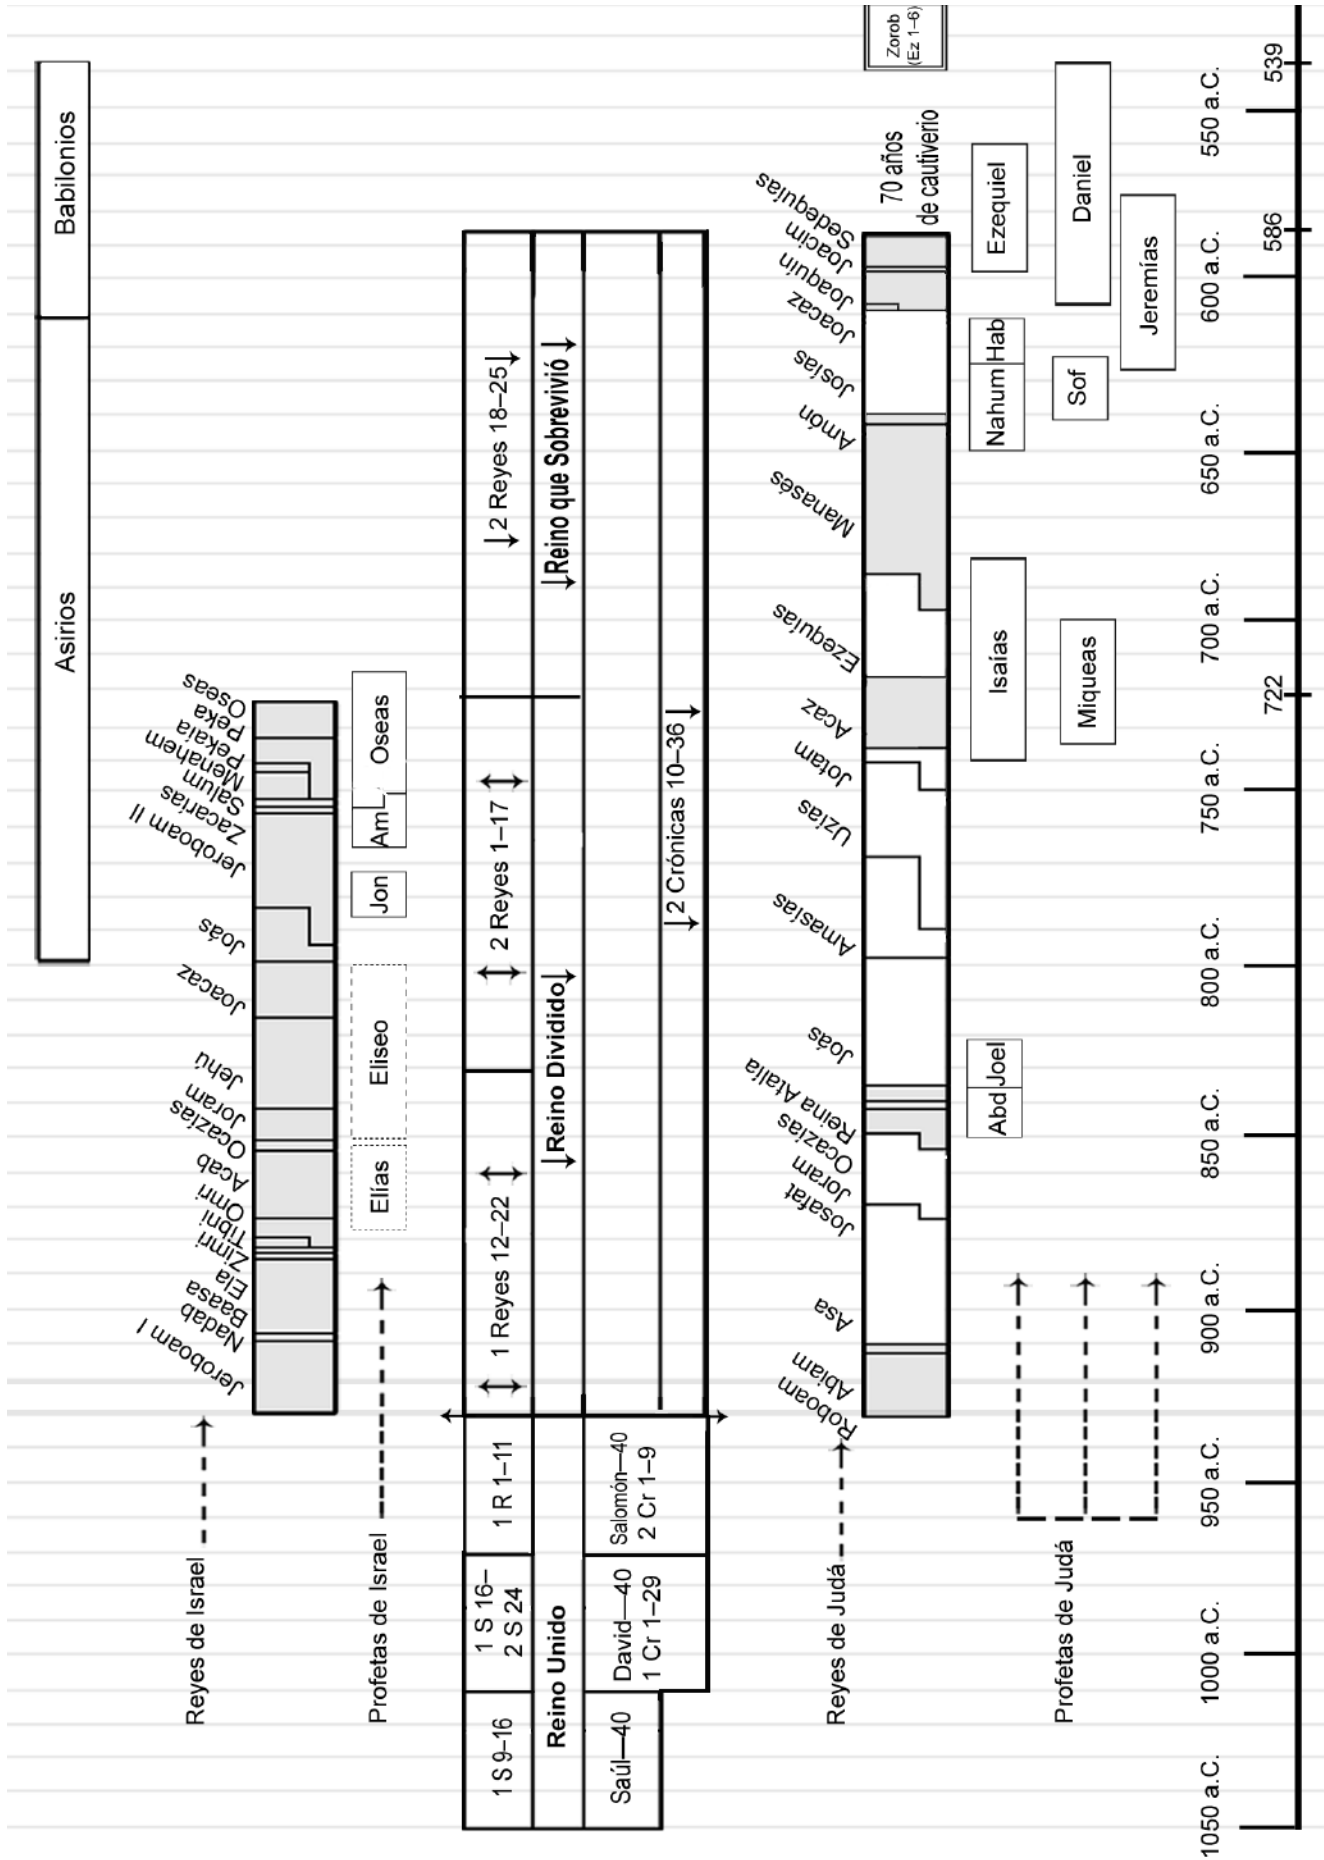 Asirios
Babilonios
Reyes de Israel
Jeroboam I
Nadab
Baasa
Ela
Zimri
Tibni
Omri
Acab
Ocazías
Joram
Jehú
Joacaz
Joás
Jeroboam II
Zacarías
Salum
Menahem
Pekaía
Peka
Oseas
Profetas de Israel
Elías
Eliseo
Jon
Am
Oseas
1 S 9–16
1 S 16–
2 S 24
1 R 1–11
1 Reyes 12–22
2 Reyes 1–17
2 Reyes 18–25
Reino Unido
Reino Dividido
Reino que Sobrevivió
Saúl—40
David—40
1 Cr 1–29
Salomón—40
2 Cr 1–9
2 Crónicas 10–36
Reyes de Judá
Roboam
Abiam
Asa
Josafat
Joram
Ocazías
Reina Atalía
Joás
Amasías
Uzías
Jotam
Acaz
Ezequías
Manasés
Amón
Josías
Joacaz
Joaquín
Joacim
Sedequías
70 años
de cautiverio
Zorob
(Ez 1–6)
Profetas de Judá
Abd
Joel
Isaías
Miqueas
Nahum
Hab
Sof
Jeremías
Ezequiel
Daniel
1050 a.C.
1000 a.C.
950 a.C.
900 a.C.
850 a.C.
800 a.C.
750 a.C.
722
700 a.C.
650 a.C.
600 a.C.
586
550 a.C.
539